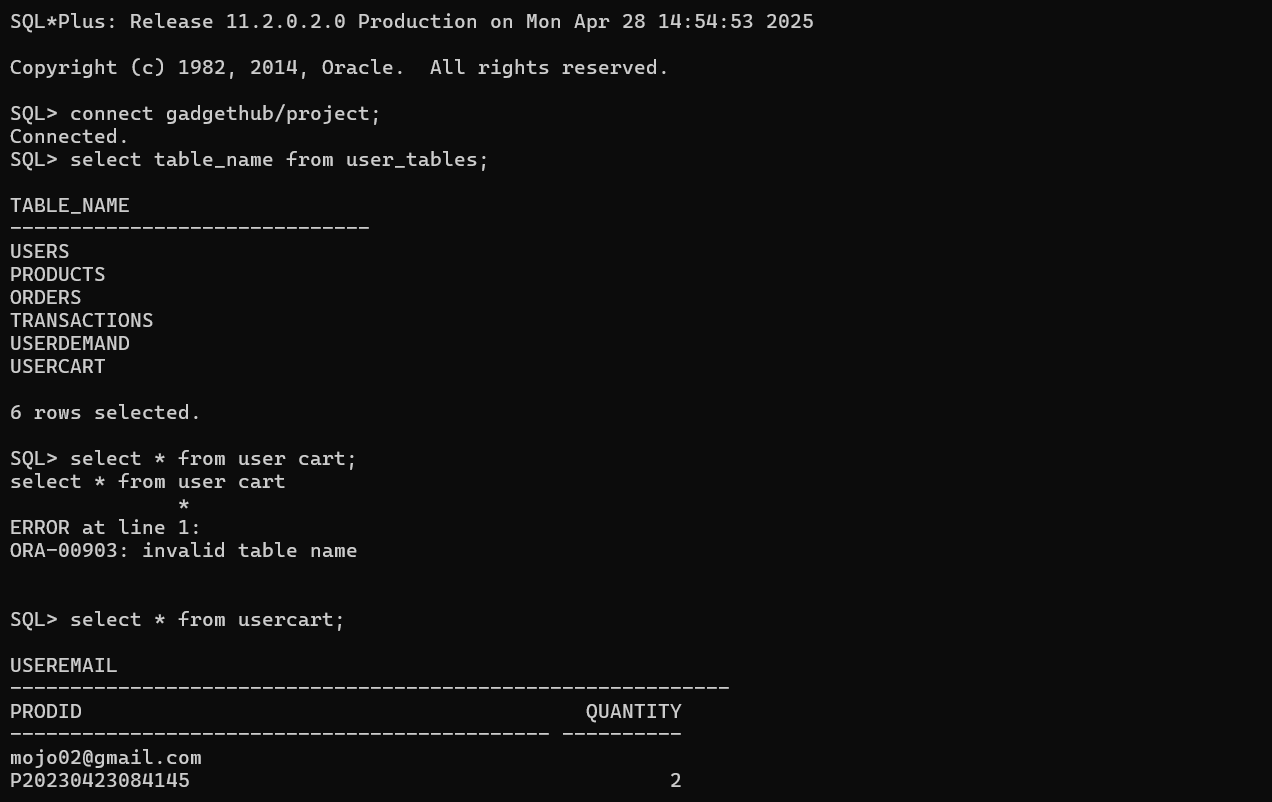 SQL*Plus: Release 11.2.0.2.0 Production on Mon Apr 28 14:54:53 2025
Copyright (c) 1982, 2014, Oracle.  All rights reserved.
SQL> connect gadgethub/project;
Connected.
SQL> select table_name from user_tables;
TABLE_NAME
------------------------------
USERS
PRODUCTS
ORDERS
TRANSACTIONS
USERDEMAND
USERCART
6 rows selected.
SQL> select * from user cart;
select * from user cart
              *
ERROR at line 1:
ORA-00903: invalid table name
SQL> select * from usercart;
USEREMAIL
------------------------------------------------------------
PRODID                                          QUANTITY
--------------------------------------------- ----------
mojo02@gmail.com
P20230423084145                                        2